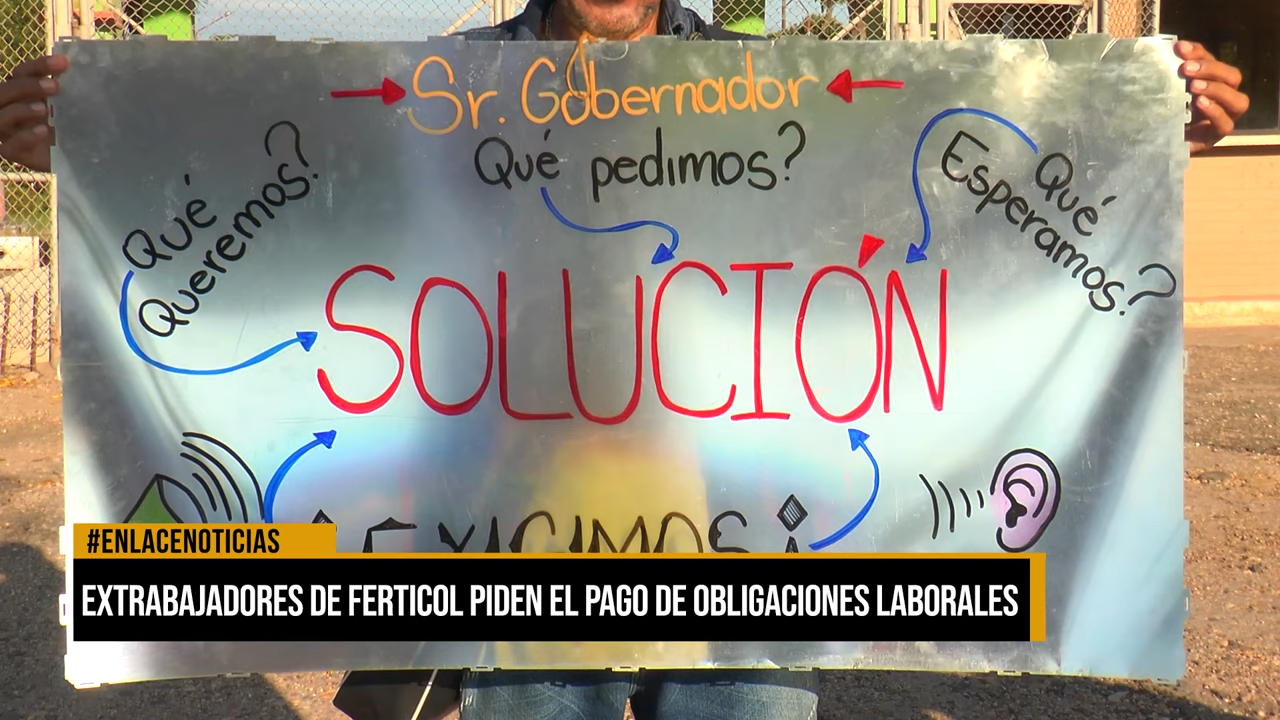 Sr. Gobernador
Qué pedimos?
Qué
Queremos?
Qué
Esperamos?
SOLUCIÓN
¡EXIGIMOS!
#ENLACENOTICIAS
EXTRABAJADORES DE FERTICOL PIDEN EL PAGO DE OBLIGACIONES LABORALES